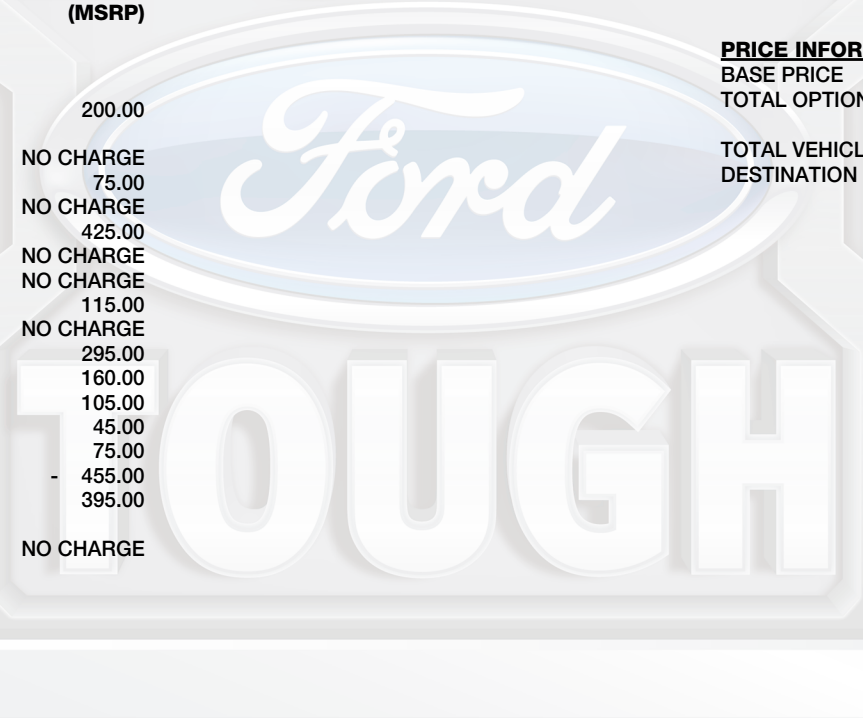 (MSRP)
200.00
NO CHARGE
75.00
NO CHARGE
425.00
NO CHARGE
NO CHARGE
115.00
NO CHARGE
295.00
160.00
105.00
45.00
75.00
- 455.00
395.00
NO CHARGE
PRICE INFOR
BASE PRICE
TOTAL OPTION
TOTAL VEHICL
DESTINATION
Ford
TOUGH